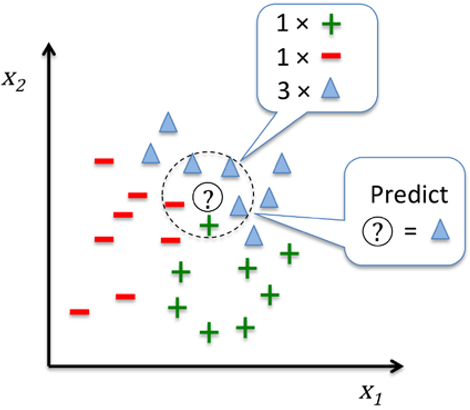 1 × +
1 × −
3 ×
x₂
?
Predict
? =
x₁